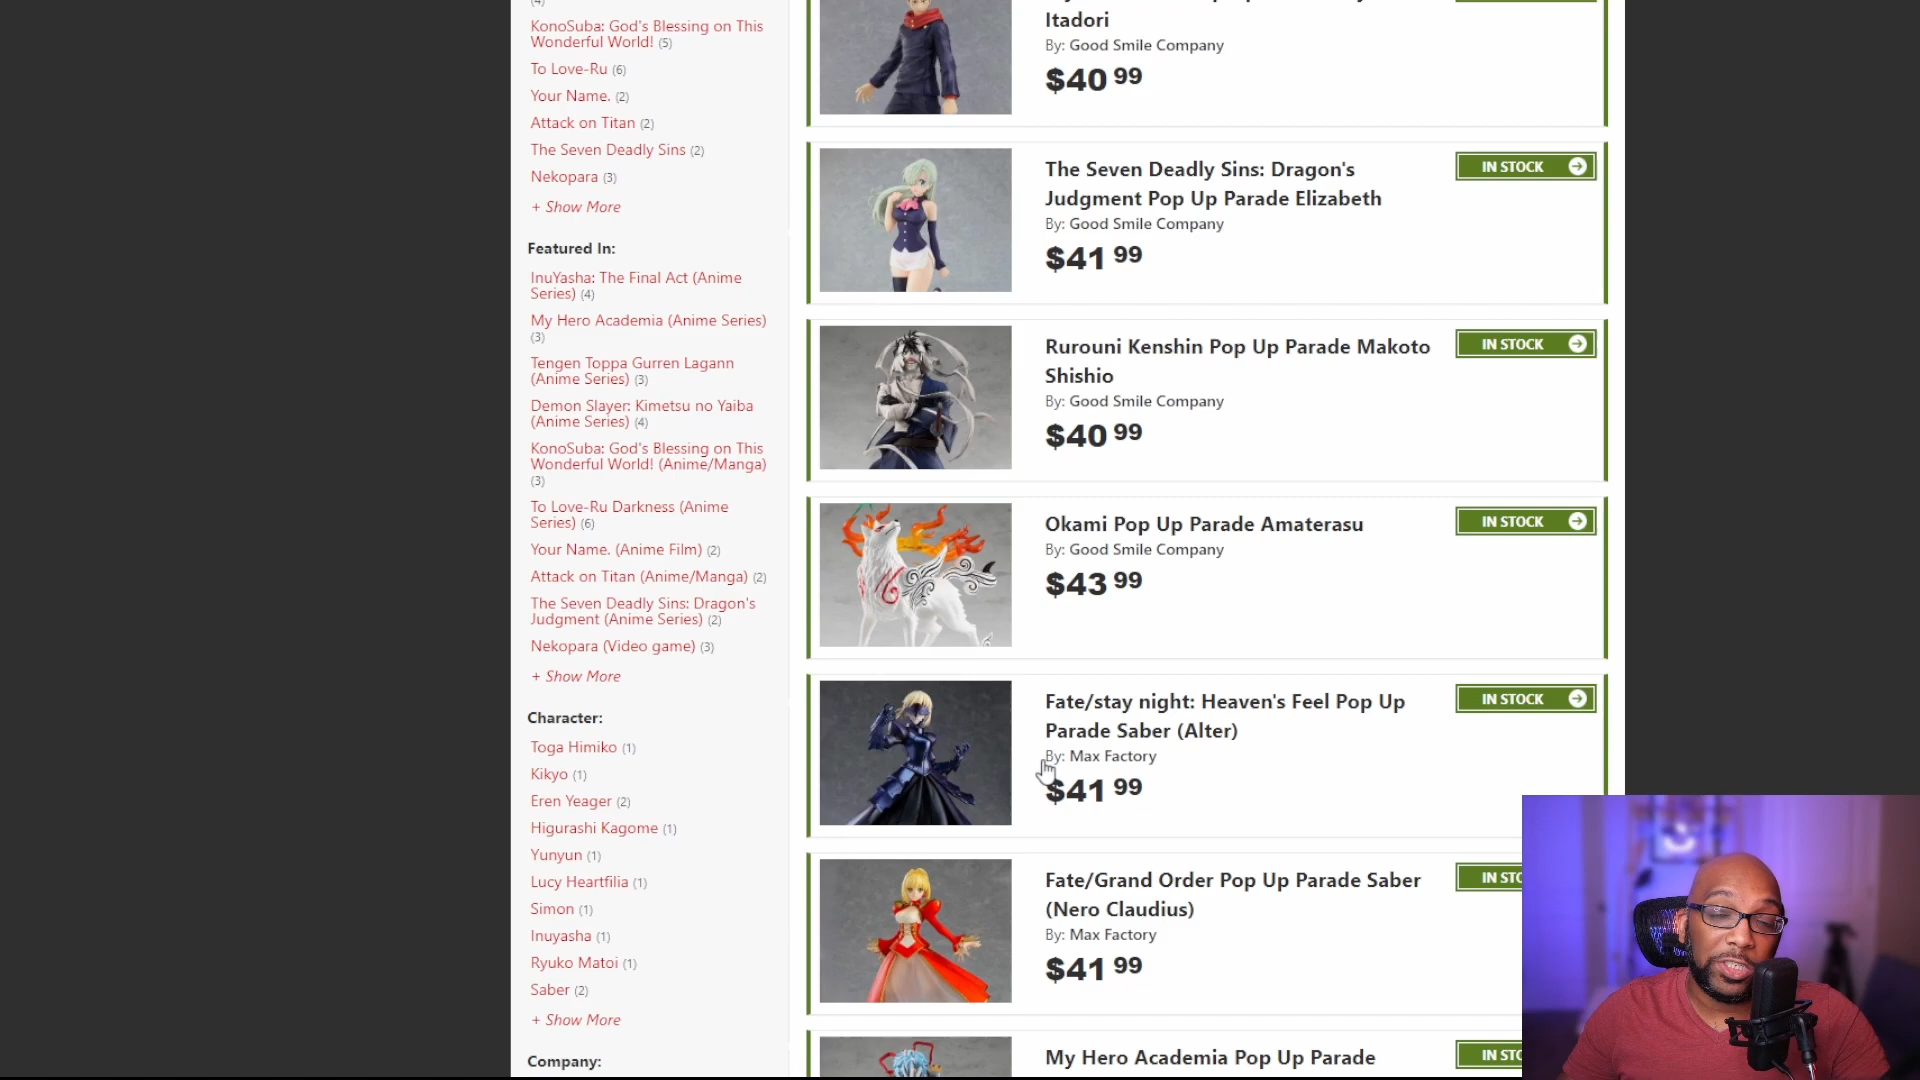 (4)
KonoSuba: God's Blessing on This
Wonderful World! (5)
To Love-Ru (6)
Your Name. (2)
Attack on Titan (2)
The Seven Deadly Sins (2)
Nekopara (3)
+ Show More
Featured In:
InuYasha: The Final Act (Anime
Series) (4)
My Hero Academia (Anime Series)
(3)
Tengen Toppa Gurren Lagann
(Anime Series) (3)
Demon Slayer: Kimetsu no Yaiba
(Anime Series) (4)
KonoSuba: God's Blessing on This
Wonderful World! (Anime/Manga)
(3)
To Love-Ru Darkness (Anime
Series) (6)
Your Name. (Anime Film) (2)
Attack on Titan (Anime/Manga) (2)
The Seven Deadly Sins: Dragon's
Judgment (Anime Series) (2)
Nekopara (Video game) (3)
+ Show More
Character:
Toga Himiko (1)
Kikyo (1)
Eren Yeager (2)
Higurashi Kagome (1)
Yunyun (1)
Lucy Heartfilia (1)
Simon (1)
Inuyasha (1)
Ryuko Matoi (1)
Saber (2)
+ Show More
Company:
Itadori
By: Good Smile Company
$40 99
The Seven Deadly Sins: Dragon's
Judgment Pop Up Parade Elizabeth
By: Good Smile Company
$41 99
IN STOCK
Rurouni Kenshin Pop Up Parade Makoto
Shishio
By: Good Smile Company
$40 99
IN STOCK
Okami Pop Up Parade Amaterasu
By: Good Smile Company
$43 99
IN STOCK
Fate/stay night: Heaven's Feel Pop Up
Parade Saber (Alter)
By: Max Factory
$41 99
IN STOCK
Fate/Grand Order Pop Up Parade Saber
(Nero Claudius)
By: Max Factory
$41 99
IN STO
My Hero Academia Pop Up Parade
IN STO